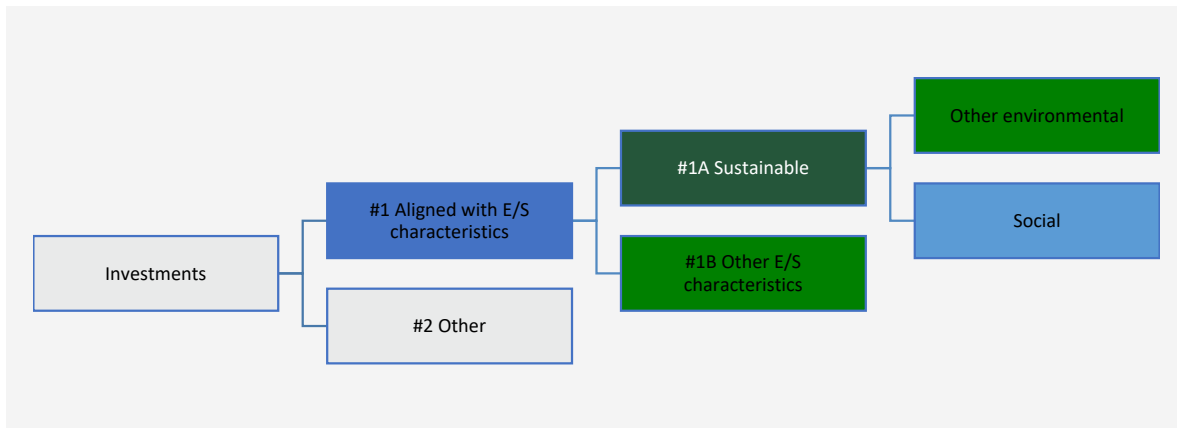 Other environmental
#1A Sustainable
#1 Aligned with E/S
characteristics
Social
Investments
#1B Other E/S
characteristics
#2 Other